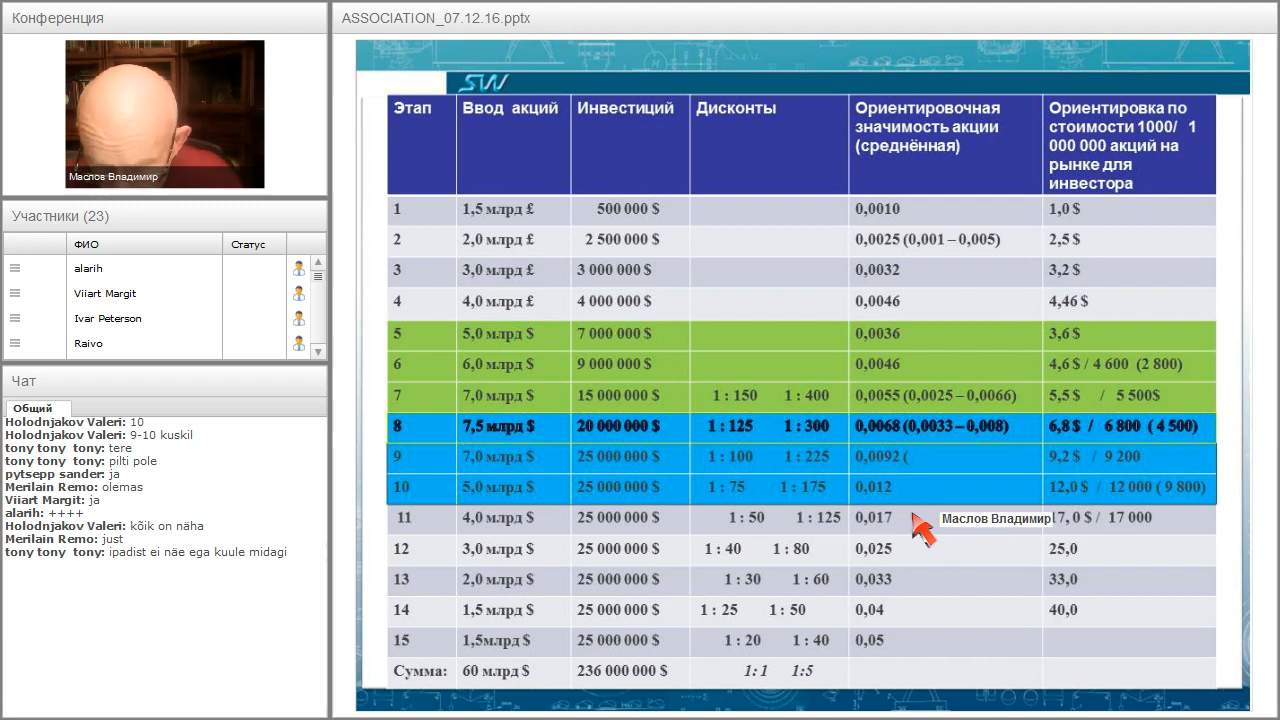 Конференция
Маслов Владимир
Участники (23)
ФИО Статус
alarih
Viiart Margit
Ivar Peterson
Raivo
Чат
Общий
Holodnjakov Valeri: 10
Holodnjakov Valeri: 9-10 kuskil
tony tony tony: tere
tony tony tony: pilti pole
pytsepp sander: ja
Merilain Remo: olemas
Viiart Margit: ja
alarih: ++++
Holodnjakov Valeri: kõik on näha
Merilain Remo: just
tony tony tony: ipadist ei näe ega kuule midagi
ASSOCIATION_07.12.16.pptx
SW
Этап Ввод акций Инвестиций Дисконты Ориентировочная значимость акции (среднённая) Ориентировка по стоимости 1000/ 1 000 000 акций на рынке для инвестора
1 1,5 млрд £ 500 000 $ 0,0010 1,0 $
2 2,0 млрд £ 2 500 000 $ 0,0025 (0,001 – 0,005) 2,5 $
3 3,0 млрд £ 3 000 000 $ 0,0032 3,2 $
4 4,0 млрд £ 4 000 000 $ 0,0046 4,46 $
5 5,0 млрд $ 7 000 000 $ 0,0036 3,6 $
6 6,0 млрд $ 9 000 000 $ 0,0046 4,6 $ / 4 600 (2 800)
7 7,0 млрд $ 15 000 000 $ 1 : 150 1 : 400 0,0055 (0,0025 – 0,0066) 5,5 $ / 5 500$
8 7,5 млрд $ 20 000 000 $ 1 : 125 1 : 300 0,0068 (0,0033 – 0,008) 6,8 $ / 6 800 ( 4 500)
9 7,0 млрд $ 25 000 000 $ 1 : 100 1 : 225 0,0092 ( 9,2 $ / 9 200
10 5,0 млрд $ 25 000 000 $ 1 : 75 1 : 175 0,012 12,0 $ / 12 000 ( 9 800)
11 4,0 млрд $ 25 000 000 $ 1 : 50 1 : 125 0,017 Маслов Владимир 17, 0 $ / 17 000
12 3,0 млрд $ 25 000 000 $ 1 : 40 1 : 80 0,025 25,0
13 2,0 млрд $ 25 000 000 $ 1 : 30 1 : 60 0,033 33,0
14 1,5 млрд $ 25 000 000 $ 1 : 25 1 : 50 0,04 40,0
15 1,5млрд $ 25 000 000 $ 1 : 20 1 : 40 0,05
Сумма: 60 млрд $ 236 000 000 $ 1: 1 1:5